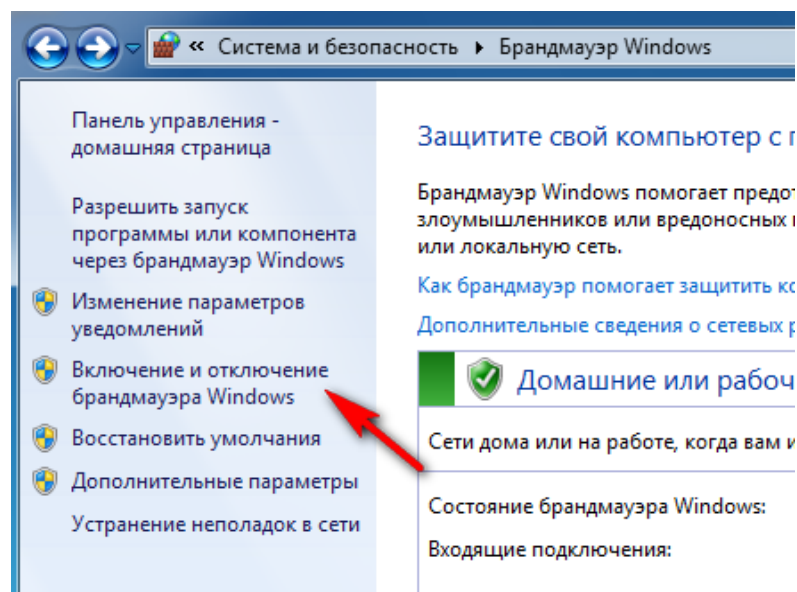 « Система и безопасность ▸ Брандмауэр Windows
Панель управления -
домашняя страница
Разрешить запуск
программы или компонента
через брандмауэр Windows
Изменение параметров
уведомлений
Включение и отключение
брандмауэра Windows
Восстановить умолчания
Дополнительные параметры
Устранение неполадок в сети
Защитите свой компьютер с
Брандмауэр Windows помогает
злоумышленников или вредоносных
или локальную сеть.
Как брандмауэр помогает защитить
Дополнительные сведения о сетевых
Домашние или
Сети дома или на работе, когда вам
Состояние брандмауэра Windows:
Входящие подключения: